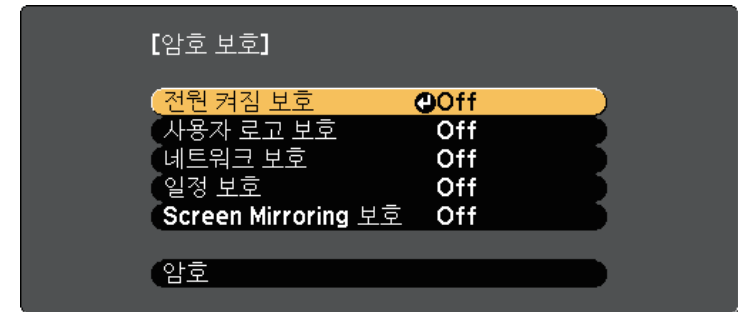 [암호 보호]
전원 켜짐 보호 Off
사용자 로고 보호 Off
네트워크 보호 Off
일정 보호 Off
Screen Mirroring 보호 Off
암호